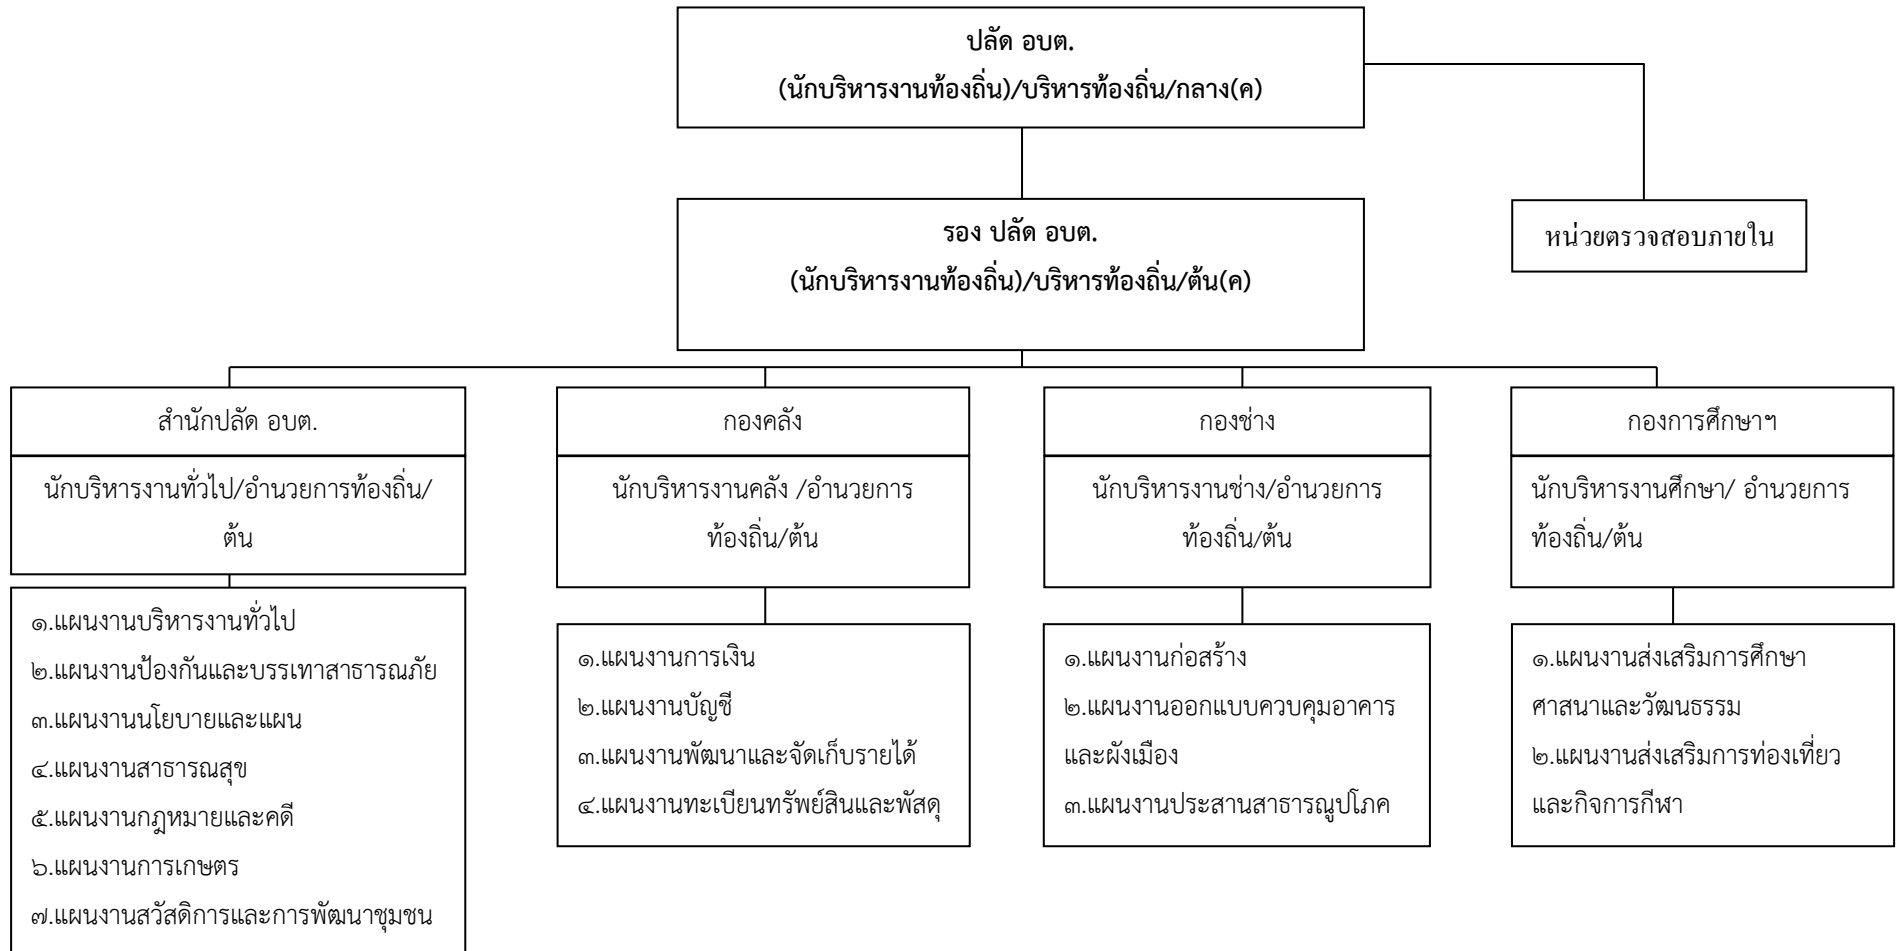 ปลัด อบต.
(นักบริหารงานท้องถิ่น)/บริหารท้องถิ่น/กลาง(ค)
รอง ปลัด อบต.
(นักบริหารงานท้องถิ่น)/บริหารท้องถิ่น/ต้น(ค)
หน่วยตรวจสอบภายใน
สำนักปลัด อบต.
นักบริหารงานทั่วไป/อำนวยการท้องถิ่น/
ต้น
๑.แผนงานบริหารงานทั่วไป
๒.แผนงานป้องกันและบรรเทาสาธารณภัย
๓.แผนงานนโยบายและแผน
๔.แผนงานสาธารณสุข
๕.แผนงานกฎหมายและคดี
๖.แผนงานการเกษตร
๗.แผนงานสวัสดิการและการพัฒนาชุมชน
กองคลัง
นักบริหารงานคลัง /อำนวยการ
ท้องถิ่น/ต้น
๑.แผนงานการเงิน
๒.แผนงานบัญชี
๓.แผนงานพัฒนาและจัดเก็บรายได้
๔.แผนงานทะเบียนทรัพย์สินและพัสดุ
กองช่าง
นักบริหารงานช่าง/อำนวยการ
ท้องถิ่น/ต้น
๑.แผนงานก่อสร้าง
๒.แผนงานออกแบบควบคุมอาคาร
และผังเมือง
๓.แผนงานประสานสาธารณูปโภค
กองการศึกษาฯ
นักบริหารงานศึกษา/ อำนวยการ
ท้องถิ่น/ต้น
๑.แผนงานส่งเสริมการศึกษา
ศาสนาและวัฒนธรรม
๒.แผนงานส่งเสริมการท่องเที่ยว
และกิจการกีฬา